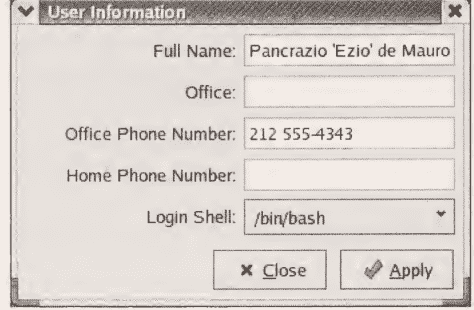 User Information
Full Name: Pancrazio 'Ezio' de Mauro
Office:
Office Phone Number: 212 555-4343
Home Phone Number:
Login Shell: /bin/bash
Close Apply